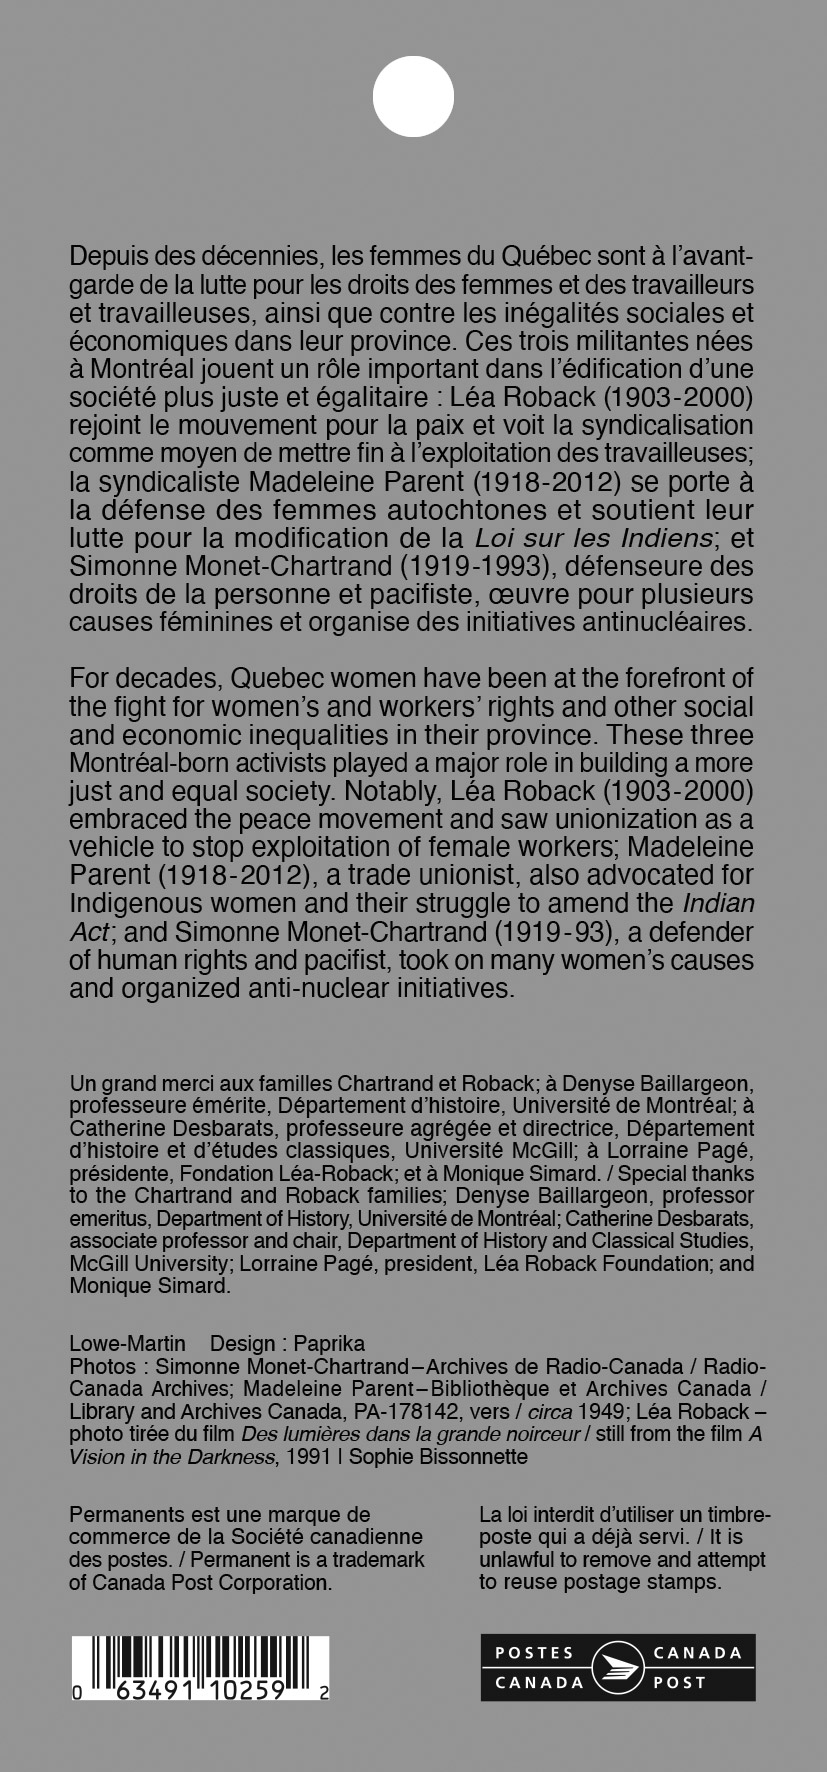 Depuis des décennies, les femmes du Québec sont à l’avant-
garde de la lutte pour les droits des femmes et des travailleurs
et travailleuses, ainsi que contre les inégalités sociales et
économiques dans leur province. Ces trois militantes nées
à Montréal jouent un rôle important dans l’édification d’une
société plus juste et égalitaire : Léa Roback (1903-2000)
rejoint le mouvement pour la paix et voit la syndicalisation
comme moyen de mettre fin à l’exploitation des travailleuses;
la syndicaliste Madeleine Parent (1918-2012) se porte à
la défense des femmes autochtones et soutient leur
lutte pour la modification de la Loi sur les Indiens; et
Simonne Monet-Chartrand (1919-1993), défenseure des
droits de la personne et pacifiste, œuvre pour plusieurs
causes féminines et organise des initiatives antinucléaires.
For decades, Quebec women have been at the forefront of
the fight for women’s and workers’ rights and other social
and economic inequalities in their province. These three
Montréal-born activists played a major role in building a more
just and equal society. Notably, Léa Roback (1903-2000)
embraced the peace movement and saw unionization as a
vehicle to stop exploitation of female workers; Madeleine
Parent (1918-2012), a trade unionist, also advocated for
Indigenous women and their struggle to amend the Indian
Act; and Simonne Monet-Chartrand (1919-93), a defender
of human rights and pacifist, took on many women’s causes
and organized anti-nuclear initiatives.
Un grand merci aux familles Chartrand et Roback; à Denyse Baillargeon,
professeure émérite, Département d’histoire, Université de Montréal; à
Catherine Desbarats, professeure agrégée et directrice, Département
d’histoire et d’études classiques, Université McGill; à Lorraine Pagé,
présidente, Fondation Léa-Roback; et à Monique Simard. / Special thanks
to the Chartrand and Roback families; Denyse Baillargeon, professor
emeritus, Department of History, Université de Montréal; Catherine Desbarats,
associate professor and chair, Department of History and Classical Studies,
McGill University; Lorraine Pagé, president, Léa Roback Foundation; and
Monique Simard.
Lowe-Martin Design : Paprika
Photos : Simonne Monet-Chartrand – Archives de Radio-Canada / Radio-
Canada Archives; Madeleine Parent – Bibliothèque et Archives Canada /
Library and Archives Canada, PA-178142, vers / circa 1949; Léa Roback –
photo tirée du film Des lumières dans la grande noirceur / still from the film A
Vision in the Darkness, 1991 | Sophie Bissonnette
Permanents est une marque de
commerce de la Société canadienne
des postes. / Permanent is a trademark
of Canada Post Corporation.
La loi interdit d’utiliser un timbre-
poste qui a déjà servi. / It is
unlawful to remove and attempt
to reuse postage stamps.
0 63491 10259 2
POSTES CANADA
CANADA POST